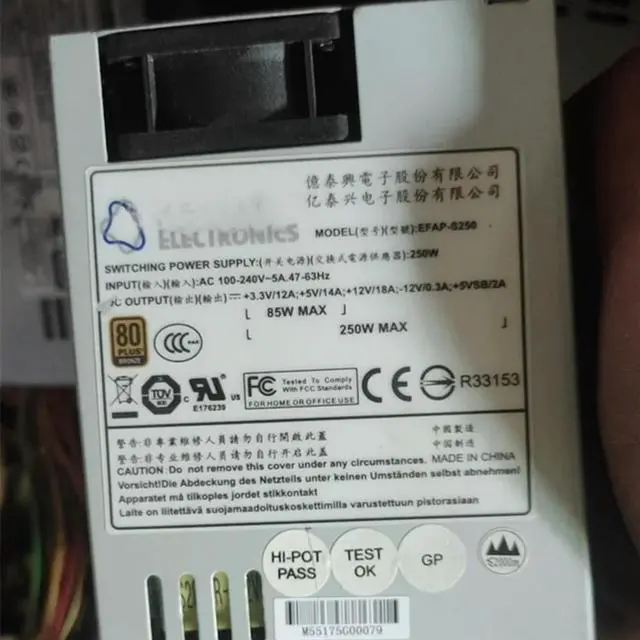 億泰興電子股份有限公司
亿泰兴电子股份有限公司
ELECTRONICS
MODEL(型号)(型號):EFAP-S250
SWITCHING POWER SUPPLY:(开关电源)(交換式電源供應器):250W
INPUT(输入)(輸入):AC 100-240V~5A.47-63Hz
DC OUTPUT(输出)(輸出)⎓+3.3V/12A;+5V/14A;+12V/18A;-12V/0.3A;+5VSB/2A
85W MAX
250W MAX
80
PLUS
BRONZE
CCC
TÜV
c UL us
E176239
FC Tested To Comply
With FCC Standards
FOR HOME OR OFFICE USE
CE
R33153
警告:非專業維修人員請勿自行開啟此蓋
中國製造
警告:非专业维修人员请勿自行开启此盖
中国制造
CAUTION: Do not remove this cover under any circumstances. MADE IN CHINA
Vorsicht!Die Abdeckung des Netzteils unter keinen Umständen selbst abnehmen!
Apparatet må tilkoples jordet stikkontakt
Laite on liitettävä suojamaadoituskoskettimilla varustettuun pistorasiaan
HI-POT
PASS
TEST
OK
GP
≤2000m
M55175G00079